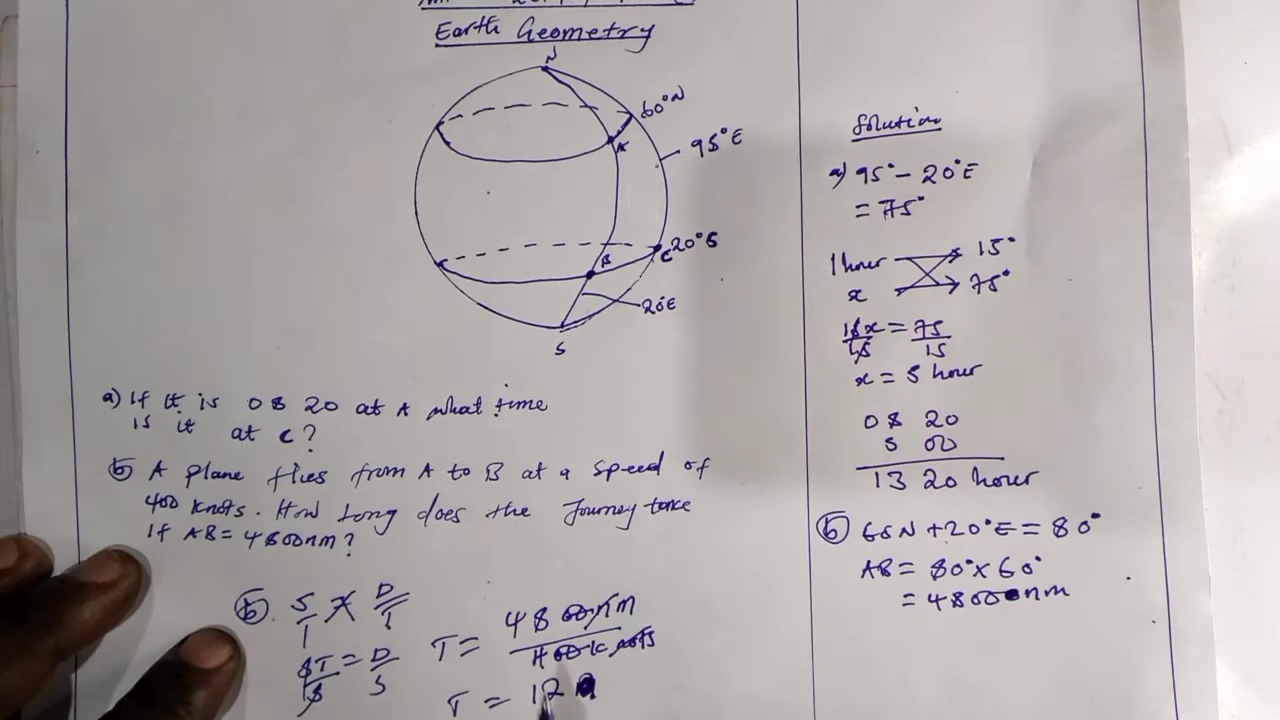 Earth Geometry
N
60°N
A
95°E
20°S
C
B
20E
S
a) If it is 08 20 at A what time
is it at C?
b A plane flies from A to B at a speed of
400 knots. How long does the Journey take
If AB = 4800nm?
b. S/1 X D/1
ST/S = D/S
T = 4800nm/400knots
T = 12
Solution
a) 95° - 20°E
= 75°
1 hour 15°
x 75°
15x/15 = 75/15
x = 5 hour
08 20
5 00
13 20 hour
b 60N + 20°E = 80°
AB = 80° x 60°
= 4800nm